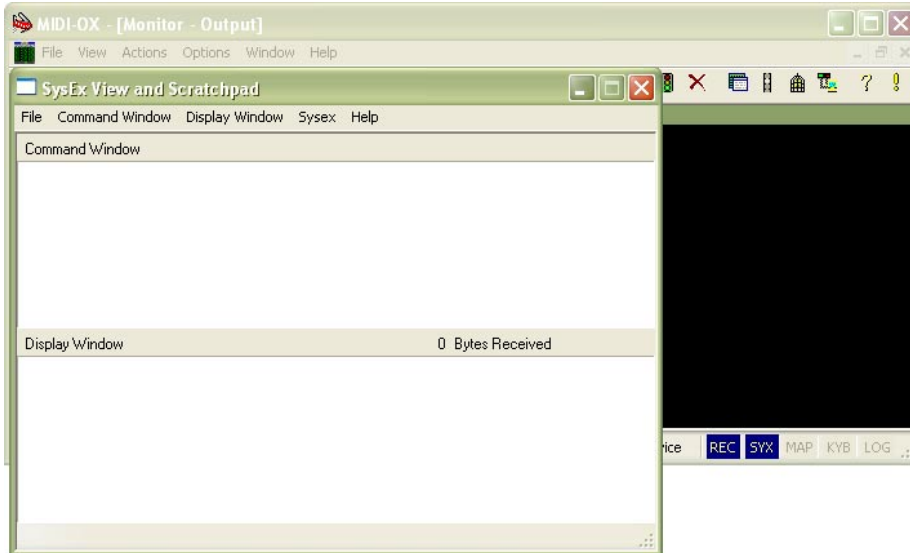 MIDI-OX - [Monitor - Output]
File View Actions Options Window Help
SysEx View and Scratchpad
File Command Window Display Window Sysex Help
Command Window
Display Window 0 Bytes Received
REC SYX MAP KYB LOG